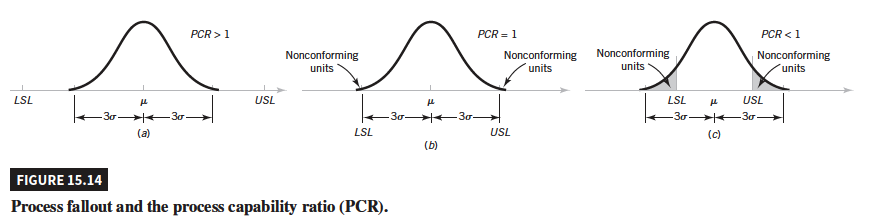 PCR > 1
LSL
μ
USL
3σ
3σ
(a)
PCR = 1
Nonconforming
units
Nonconforming
units
μ
3σ
3σ
LSL
USL
(b)
PCR < 1
Nonconforming
units
Nonconforming
units
LSL
μ
USL
3σ
3σ
(c)
FIGURE 15.14
Process fallout and the process capability ratio (PCR).